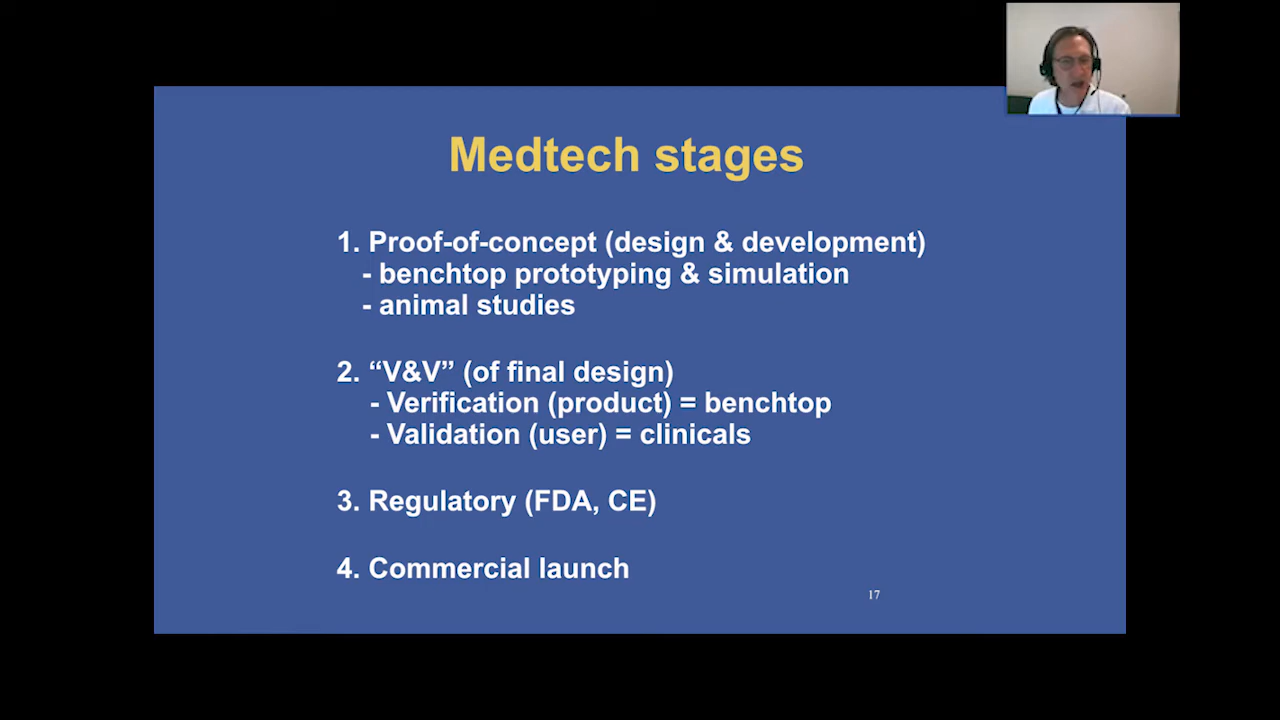 Medtech stages
1. Proof-of-concept (design & development)
- benchtop prototyping & simulation
- animal studies
2. “V&V” (of final design)
- Verification (product) = benchtop
- Validation (user) = clinicals
3. Regulatory (FDA, CE)
4. Commercial launch
17